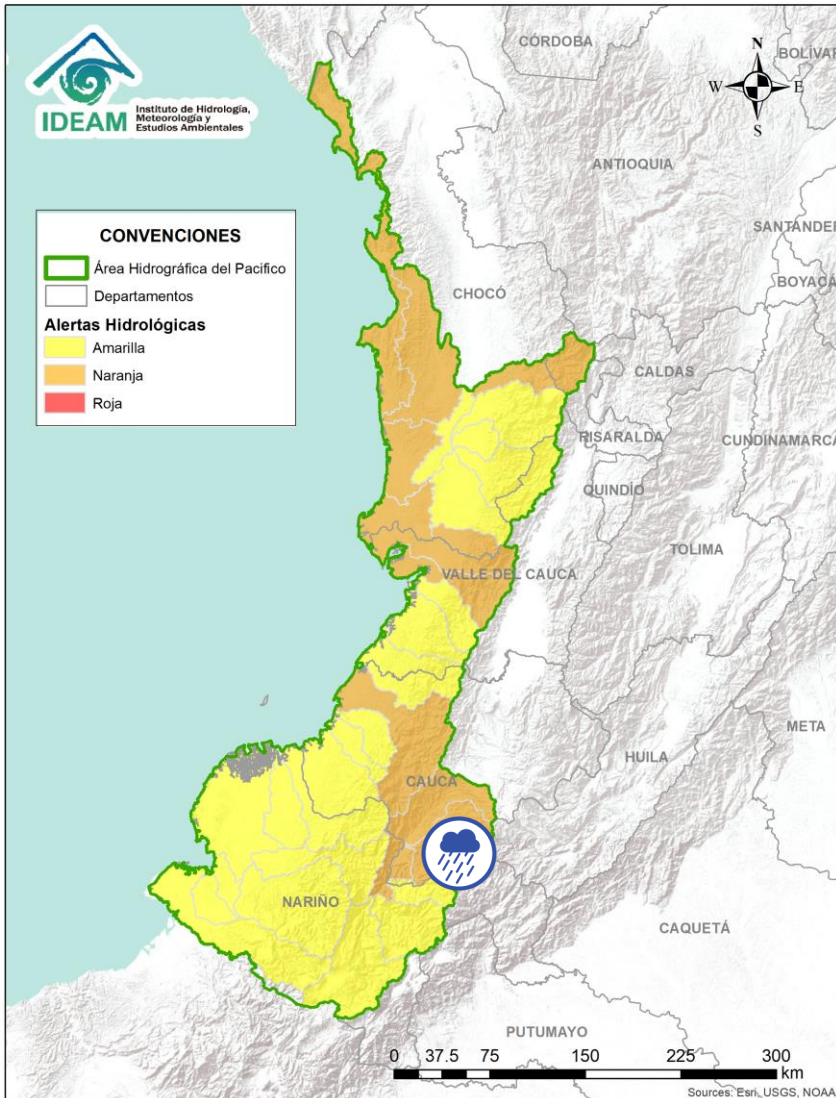 CÓRDOBA
BOLÍVAR
N
W E
S
IDEAM
Instituto de Hidrología,
Meteorología y
Estudios Ambientales
ANTIOQUIA
CONVENCIONES
Área Hidrográfica del Pacifico
Departamentos
Alertas Hidrológicas
Amarilla
Naranja
Roja
SANTANDER
BOYACÁ
CHOCÓ
CALDAS
RISARALDA
CUNDINAMARCA
QUINDÍO
TOLIMA
VALLE DEL CAUCA
META
HUILA
CAUCA
NARIÑO
CAQUETÁ
PUTUMAYO
0 37.5 75 150 225 300
km
Sources: Esri, USGS, NOAA